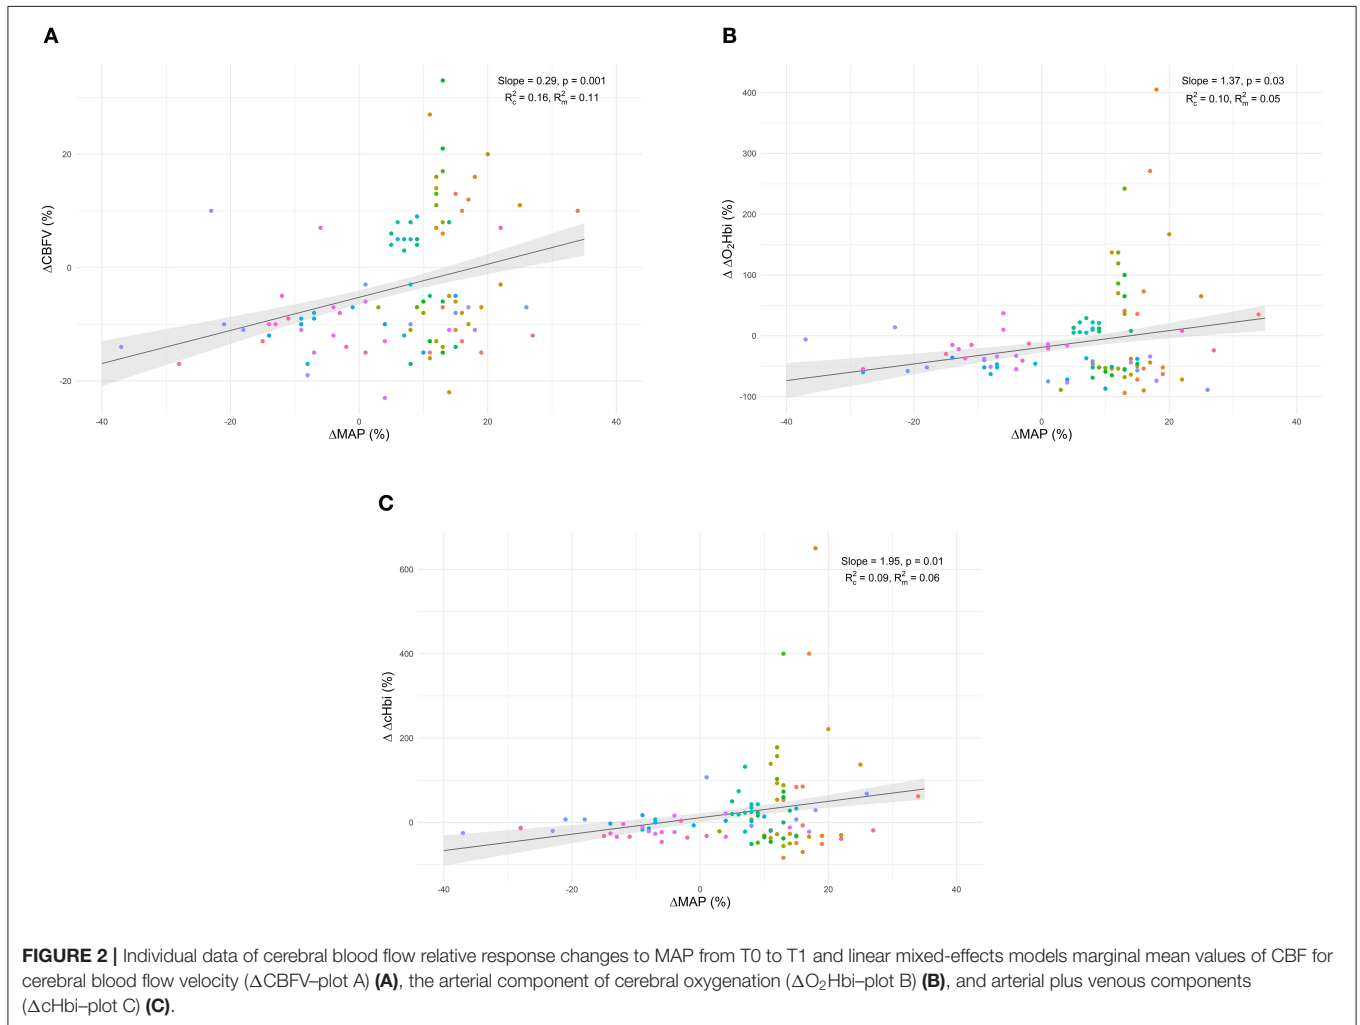 A
Slope = 0.29, p = 0.001
R²c = 0.16, R²m = 0.11
ΔCBFV (%)
20
0
-20
-40
-20
0
20
40
ΔMAP (%)
B
Slope = 1.37, p = 0.03
R²c = 0.10, R²m = 0.05
Δ ΔO₂Hbi (%)
400
300
200
100
0
-100
-40
-20
0
20
40
ΔMAP (%)
C
Slope = 1.95, p = 0.01
R²c = 0.09, R²m = 0.06
Δ ΔcHbi (%)
600
400
200
0
-40
-20
0
20
40
ΔMAP (%)
FIGURE 2 | Individual data of cerebral blood flow relative response changes to MAP from T0 to T1 and linear mixed-effects models marginal mean values of CBF for
cerebral blood flow velocity (ΔCBFV–plot A) (A), the arterial component of cerebral oxygenation (ΔO₂Hbi–plot B) (B), and arterial plus venous components
(ΔcHbi–plot C) (C).